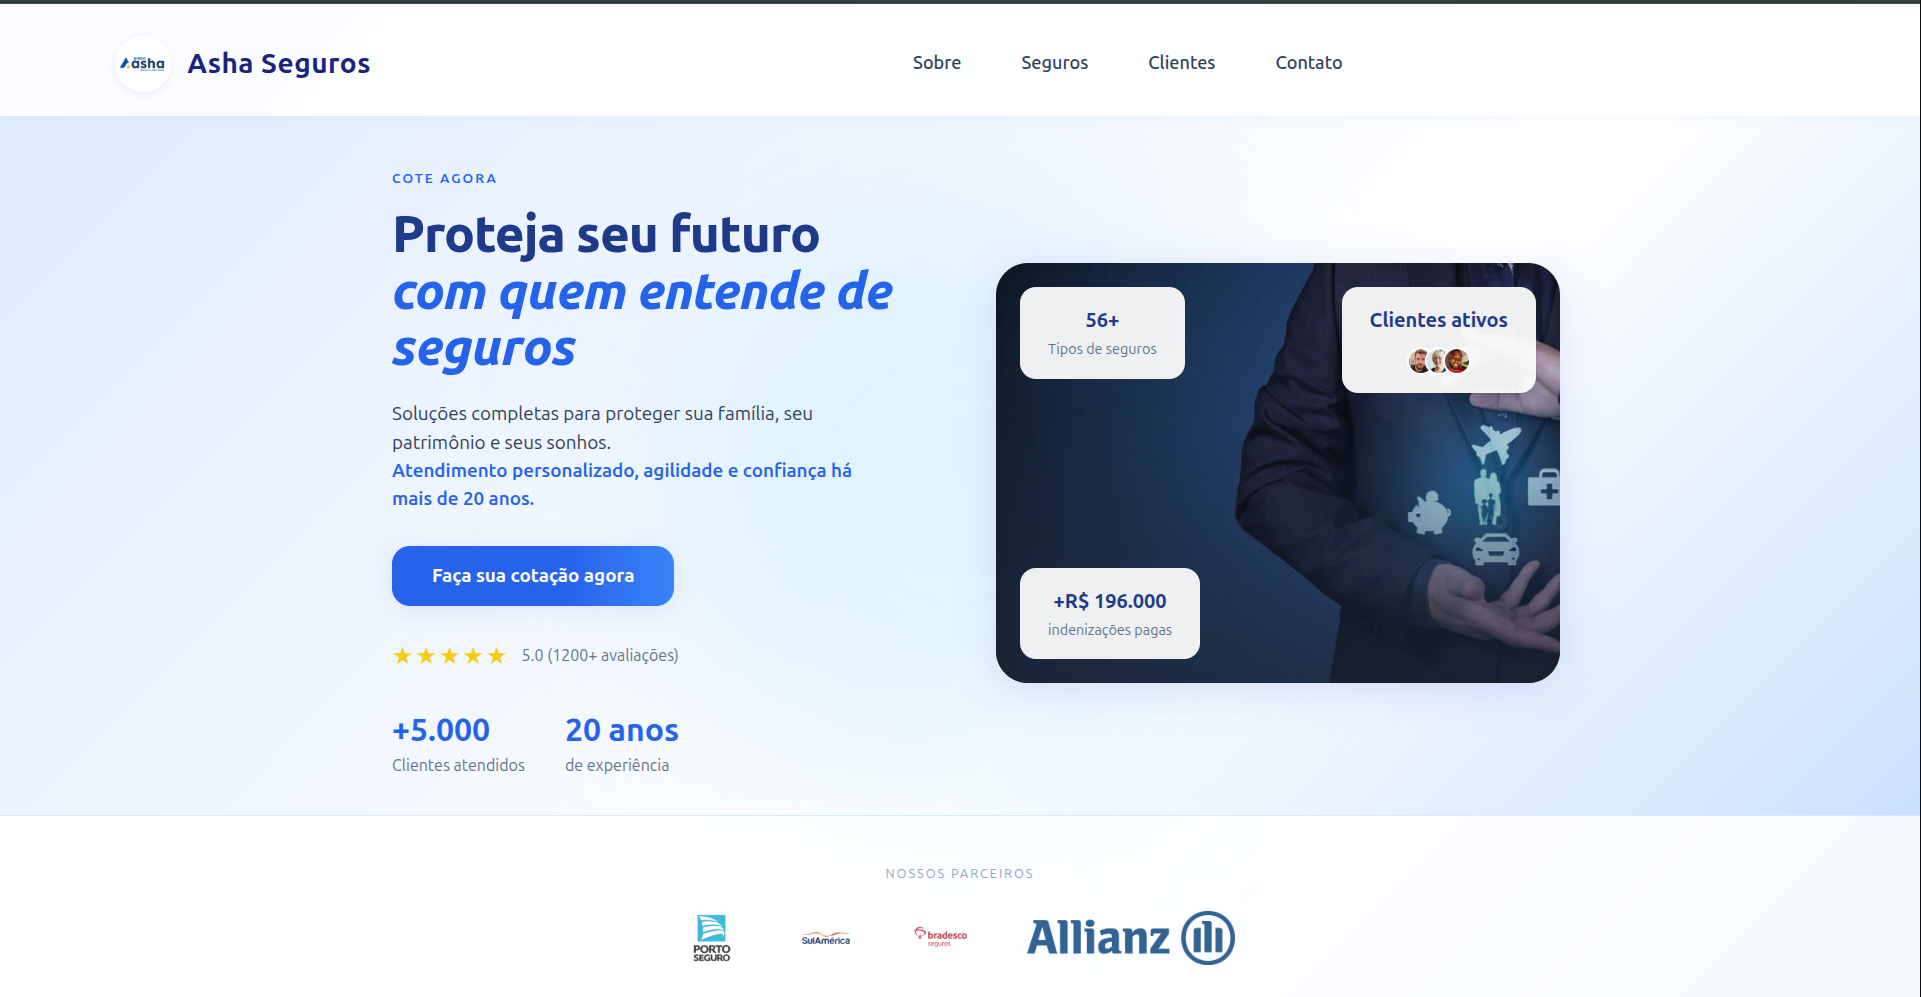 asha
Asha Seguros
Sobre
Seguros
Clientes
Contato
COTE AGORA
Proteja seu futuro
com quem entende de
seguros
Soluções completas para proteger sua família, seu
patrimônio e seus sonhos.
Atendimento personalizado, agilidade e confiança há
mais de 20 anos.
Faça sua cotação agora
5.0 (1200+ avaliações)
+5.000
Clientes atendidos
20 anos
de experiência
56+
Tipos de seguros
Clientes ativos
+R$ 196.000
indenizações pagas
NOSSOS PARCEIROS
PORTO
SEGURO
SulAmérica
bradesco
seguros
Allianz